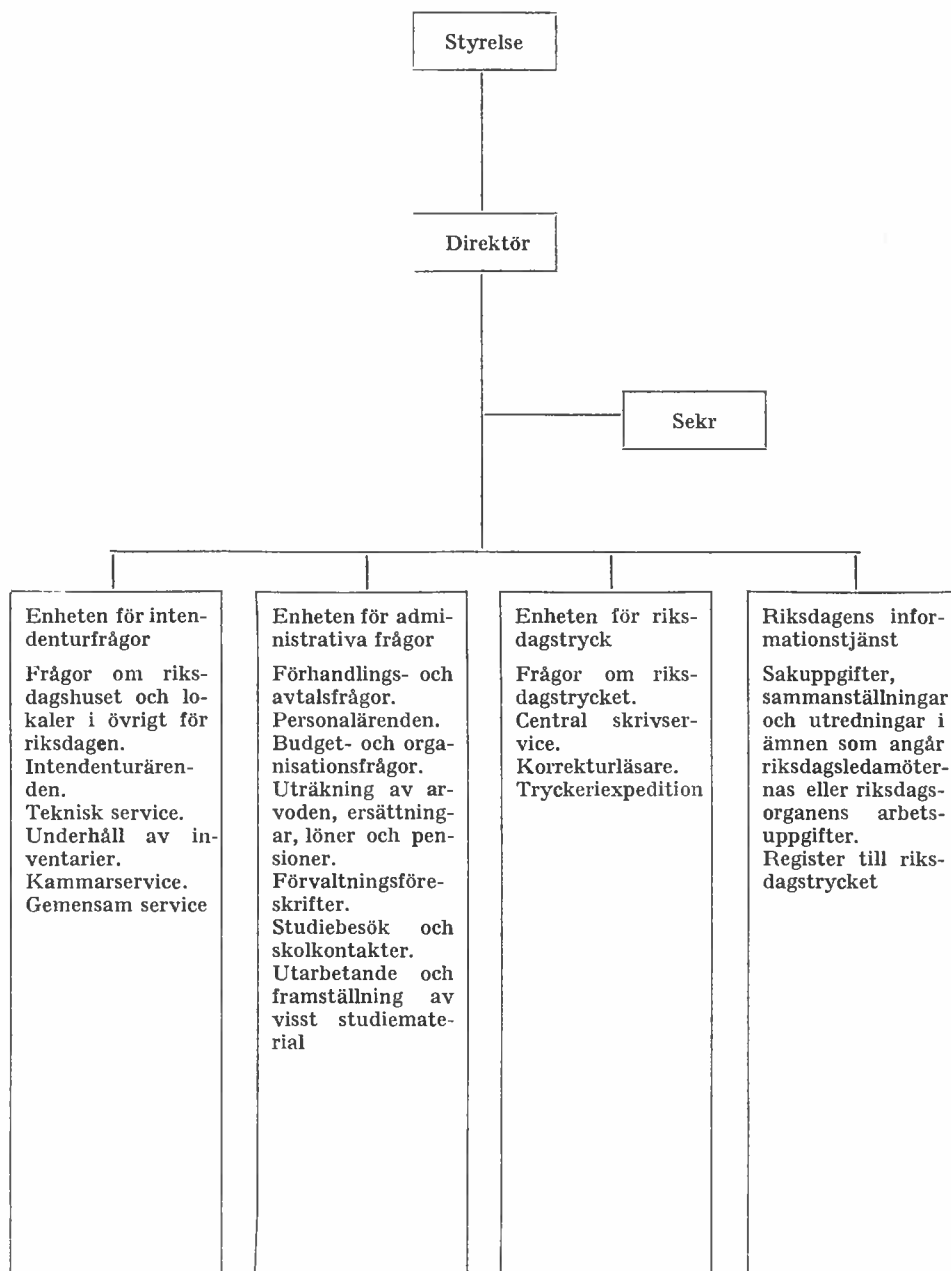 Styrelse
Direktör
Sekr
Enheten för inten-
denturfrågor
Frågor om riks-
dagshuset och lo-
kaler i övrigt för
riksdagen.
Intendenturären-
den.
Teknisk service.
Underhåll av in-
ventarier.
Kammarservice.
Gemensam service
Enheten för admi-
nistrativa frågor
Förhandlings- och
avtalsfrågor.
Personalärenden.
Budget- och orga-
nisationsfrågor.
Uträkning av ar-
voden, ersättning-
ar, löner och pen-
sioner.
Förvaltningsföre-
skrifter.
Studiebesök och
skolkontakter.
Utarbetande och
framställning av
visst studiemate-
rial
Enheten för riks-
dagstryck
Frågor om riks-
dagstrycket.
Central skrivser-
vice.
Korrekturläsare.
Tryckeriexpedition
Riksdagens infor-
mationstjänst
Sakuppgifter,
sammanställningar
och utredningar i
ämnen som angår
riksdagsledamöter-
nas eller riksdags-
organens arbets-
uppgifter.
Register till riks-
dagstrycket